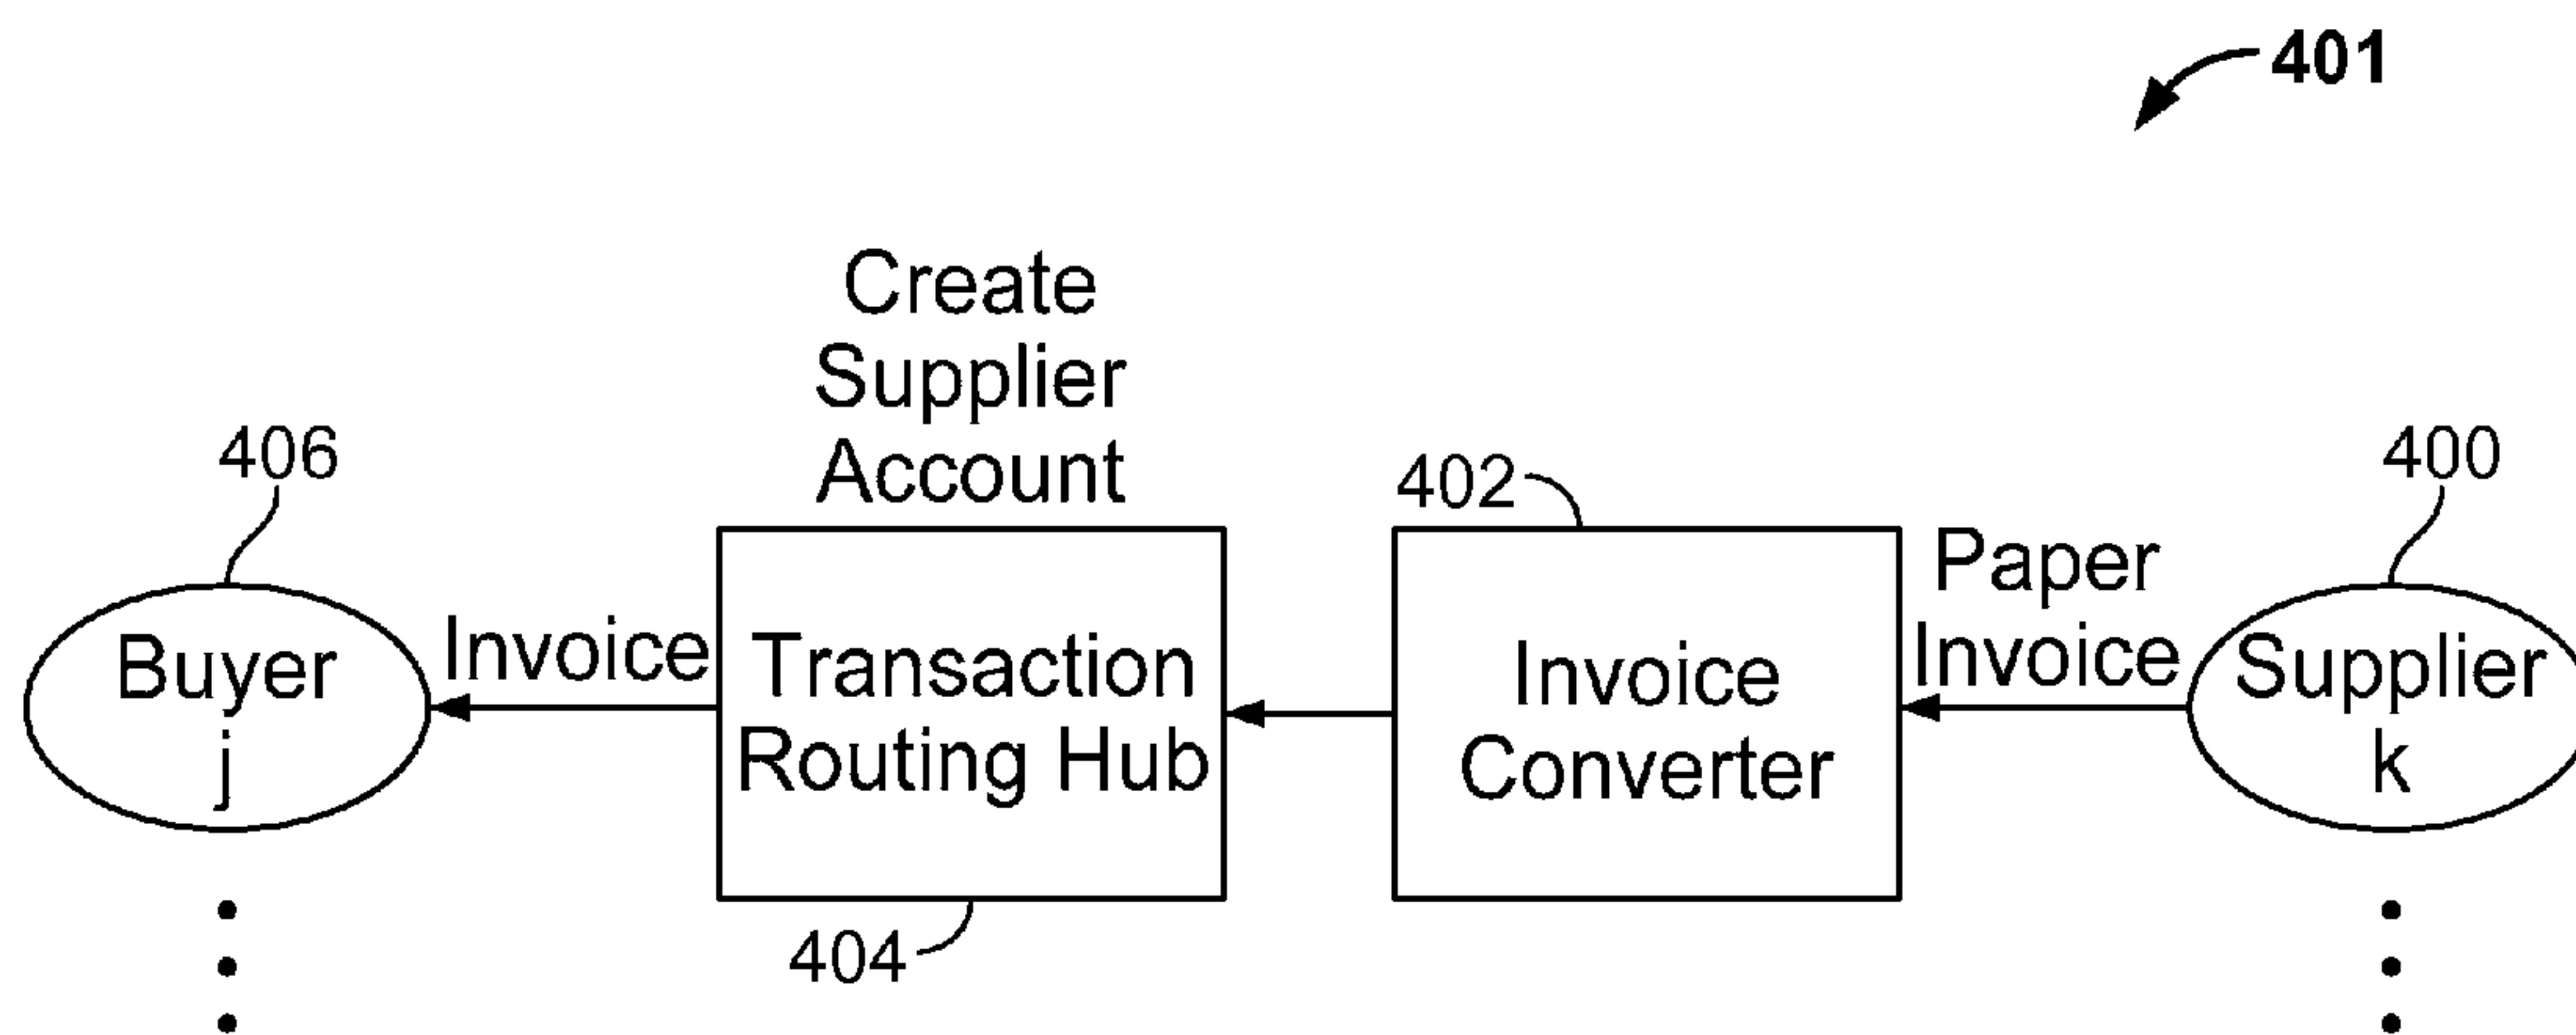 401
Create
Supplier
Account
406
402
400
Paper
Invoice
Invoice
Buyer
j
Transaction
Routing Hub
Invoice
Converter
Supplier
k
404